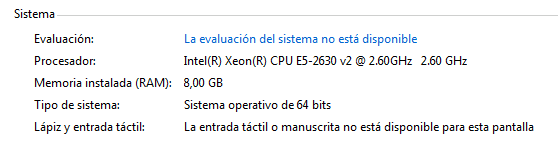 Sistema
Evaluación: La evaluación del sistema no está disponible
Procesador: Intel(R) Xeon(R) CPU E5-2630 v2 @ 2.60GHz 2.60 GHz
Memoria instalada (RAM): 8,00 GB
Tipo de sistema: Sistema operativo de 64 bits
Lápiz y entrada táctil: La entrada táctil o manuscrita no está disponible para esta pantalla